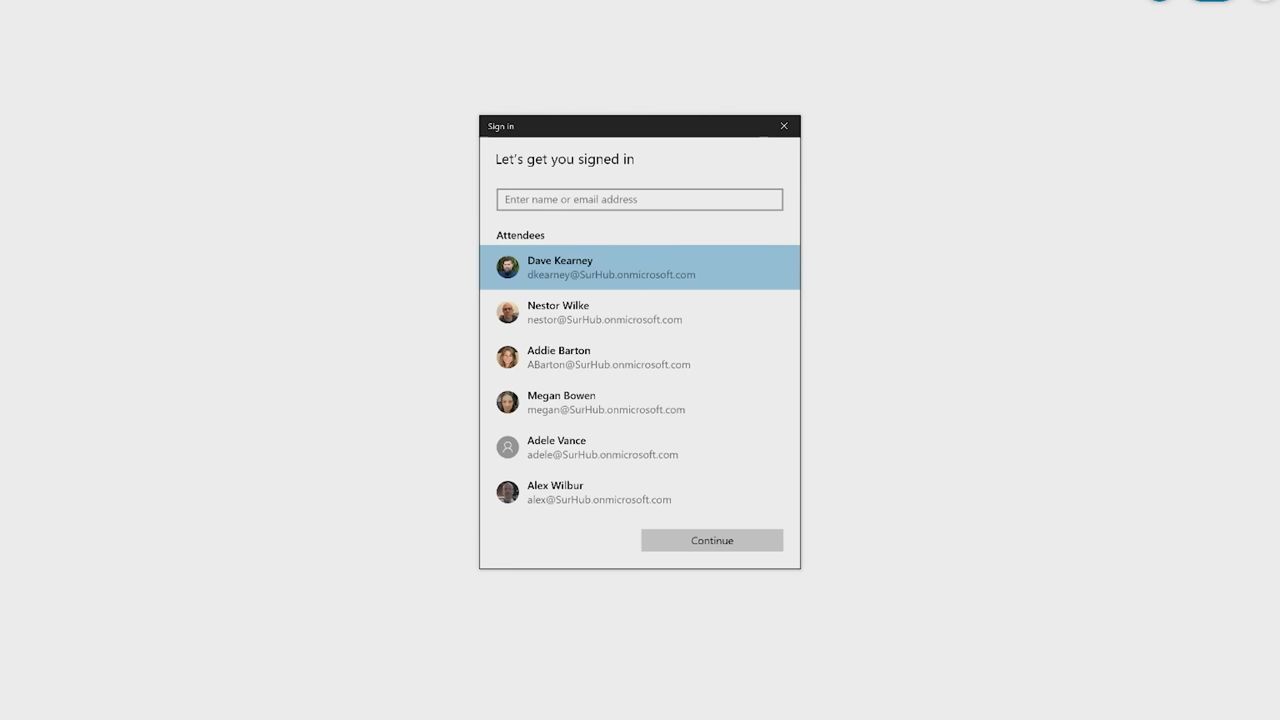 Sign in
Let's get you signed in
Enter name or email address
Attendees
Dave Kearney
dkearney@SurHub.onmicrosoft.com
Nestor Wilke
nestor@SurHub.onmicrosoft.com
Addie Barton
ABarton@SurHub.onmicrosoft.com
Megan Bowen
megan@SurHub.onmicrosoft.com
Adele Vance
adele@SurHub.onmicrosoft.com
Alex Wilbur
alex@SurHub.onmicrosoft.com
Continue